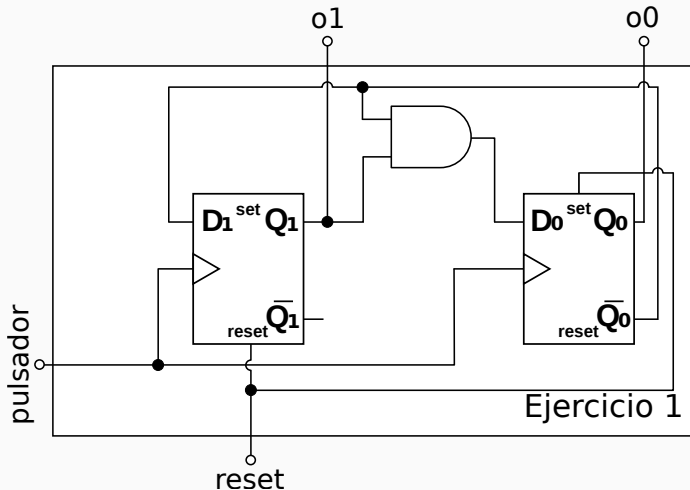 o1
o0
D₁ set Q₁
D₀ set Q₀
reset Q̅₁
reset Q̅₀
pulsador
Ejercicio 1
reset